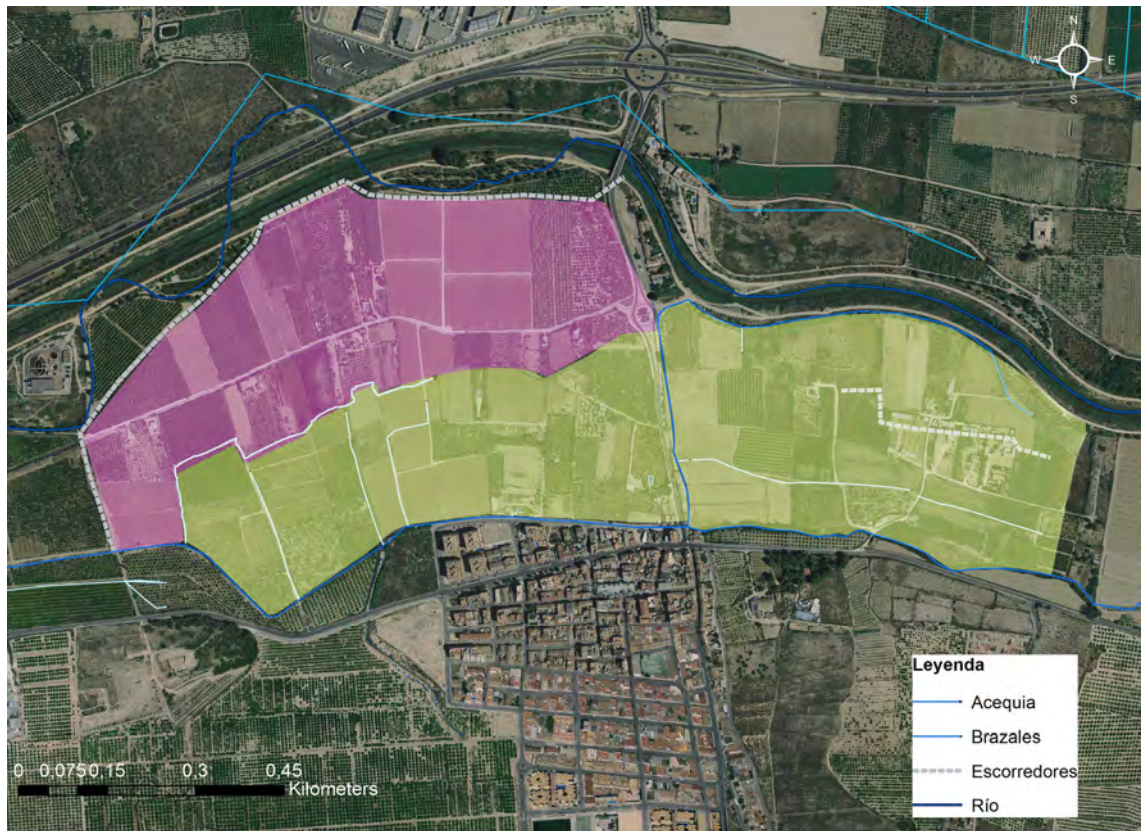 N
W E
S
Leyenda
Acequia
Brazales
Escorredores
Río
0 0.075 0.15 0.3 0.45
Kilometers